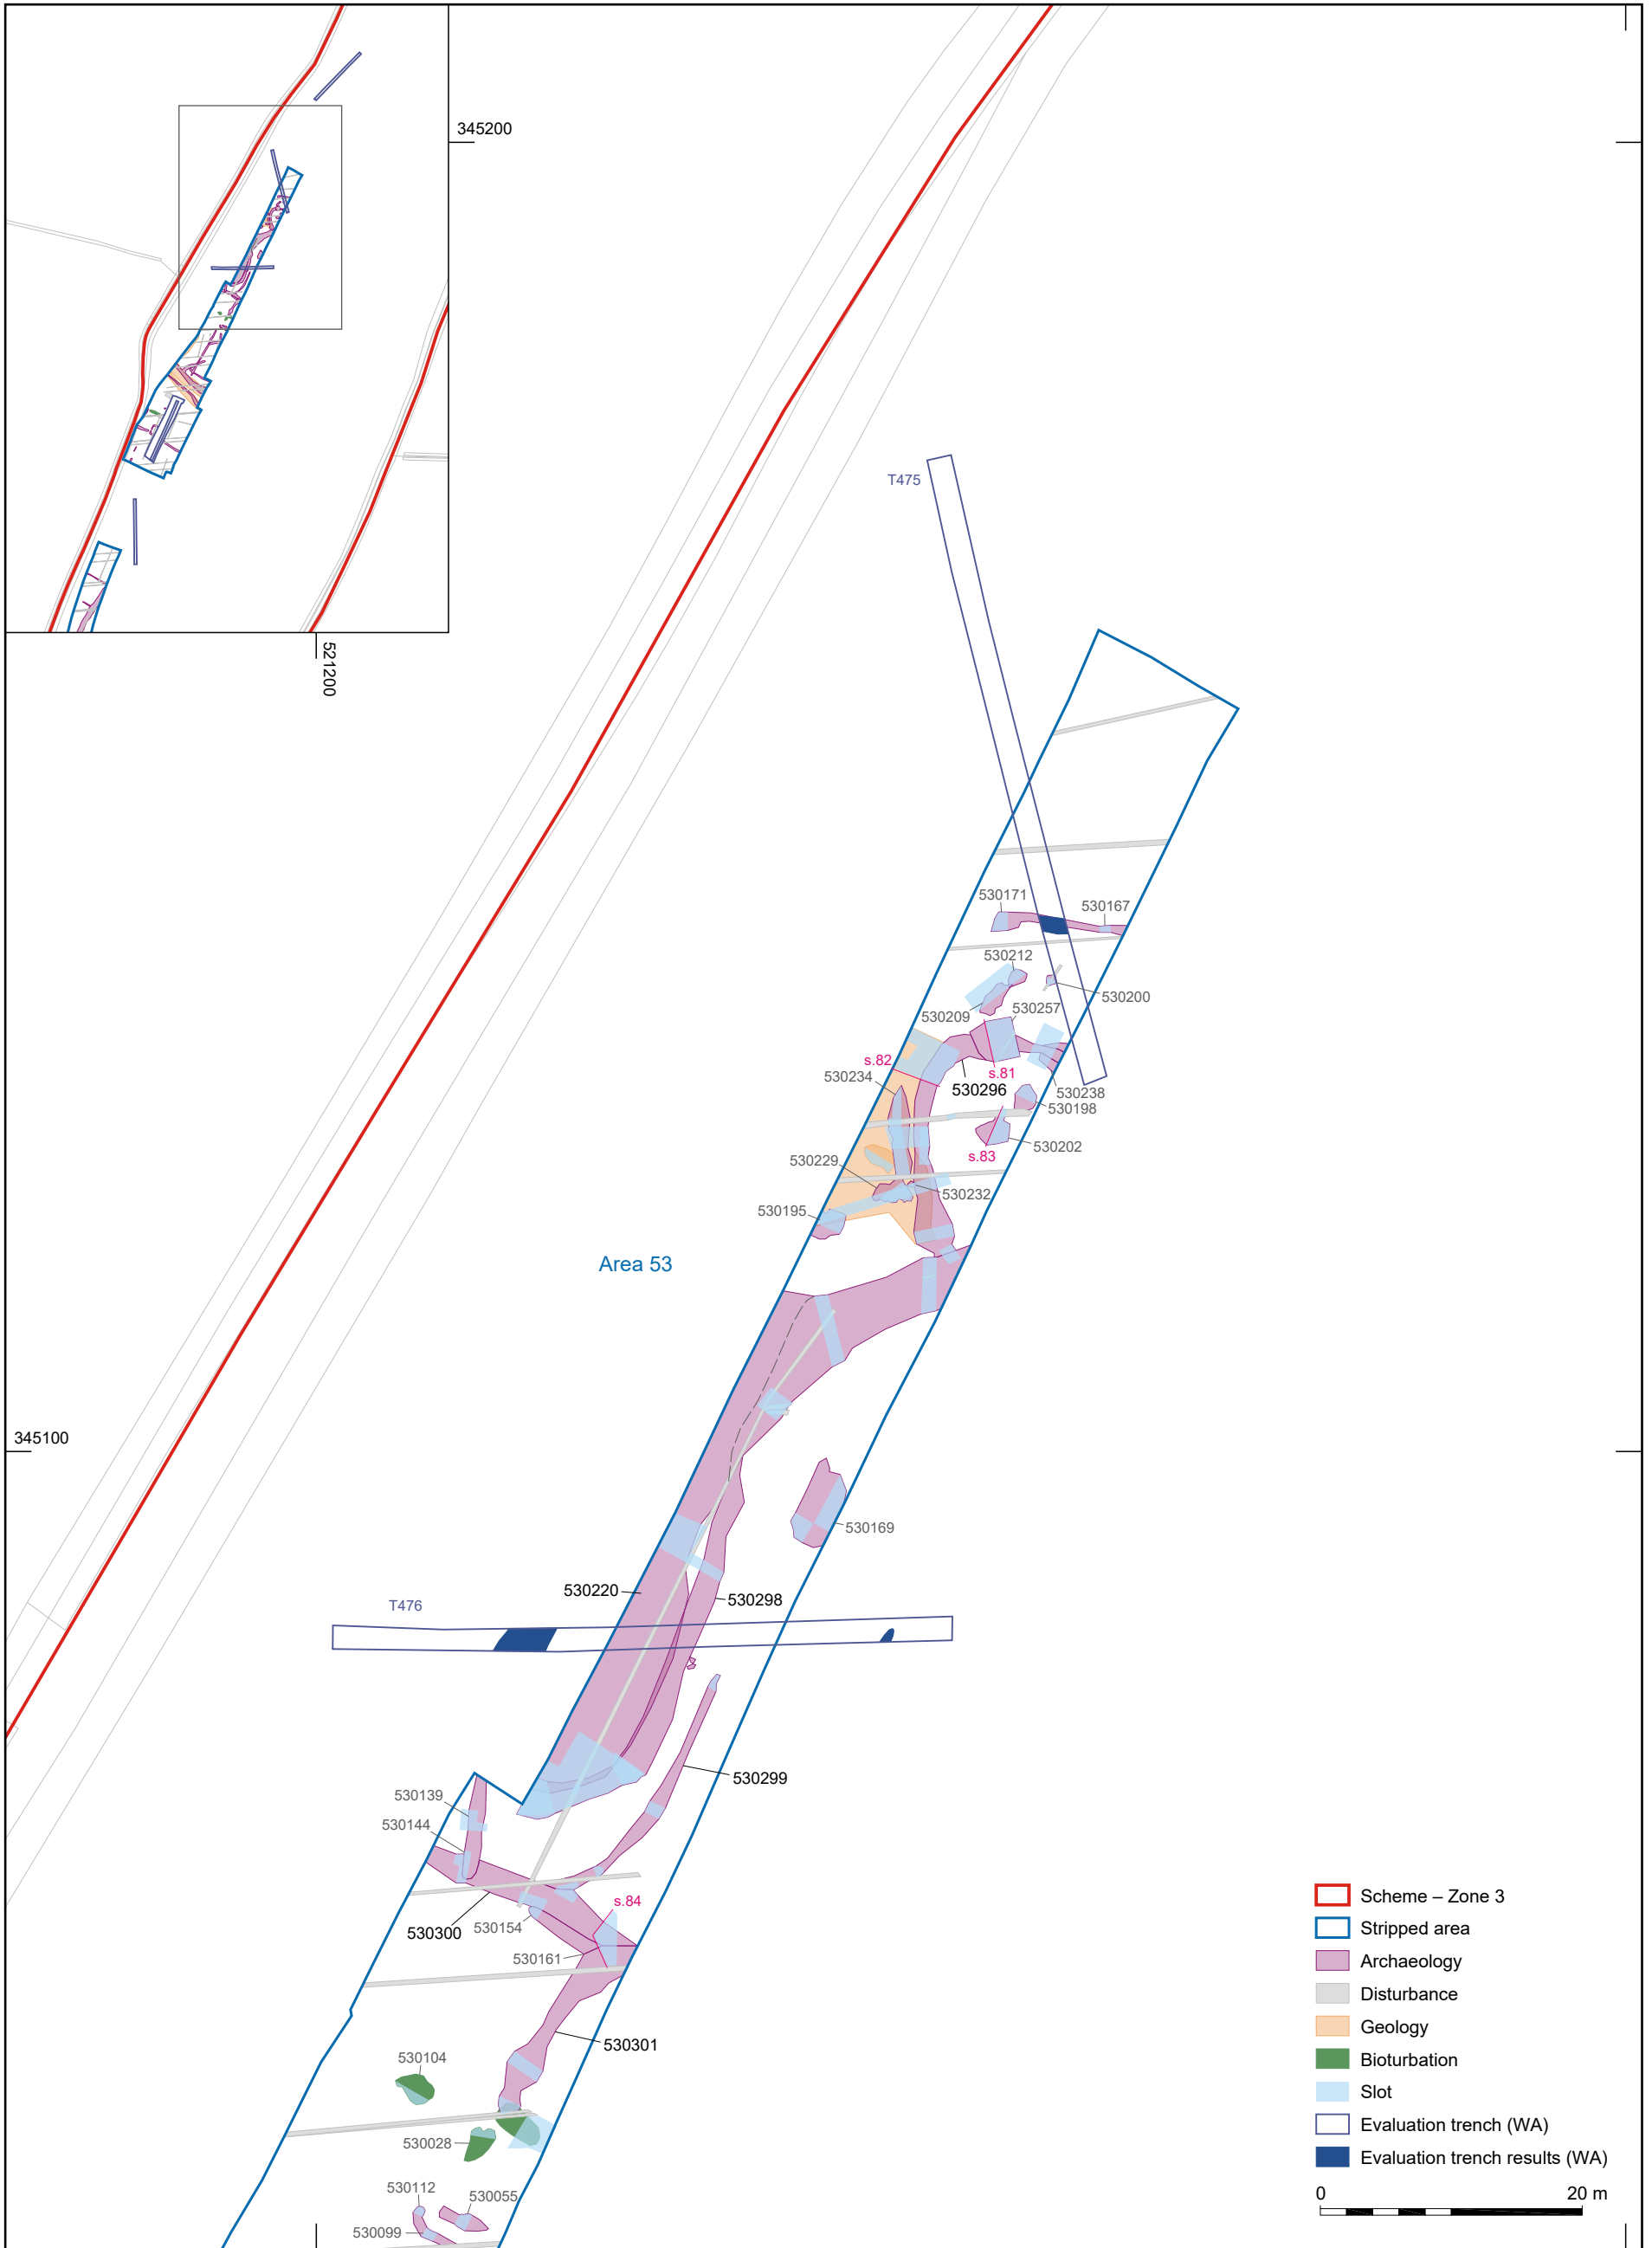 345200
521200
T475
530171
530167
530212
530200
530209
530257
s.82
s.81
530234
530296
530238
530198
530202
s.83
530229
530232
530195
Area 53
345100
530169
530220
530298
T476
530299
530139
530144
s.84
530300
530154
530161
530301
530104
530028
530112
530055
530099
Scheme – Zone 3
Stripped area
Archaeology
Disturbance
Geology
Bioturbation
Slot
Evaluation trench (WA)
Evaluation trench results (WA)
0 20 m